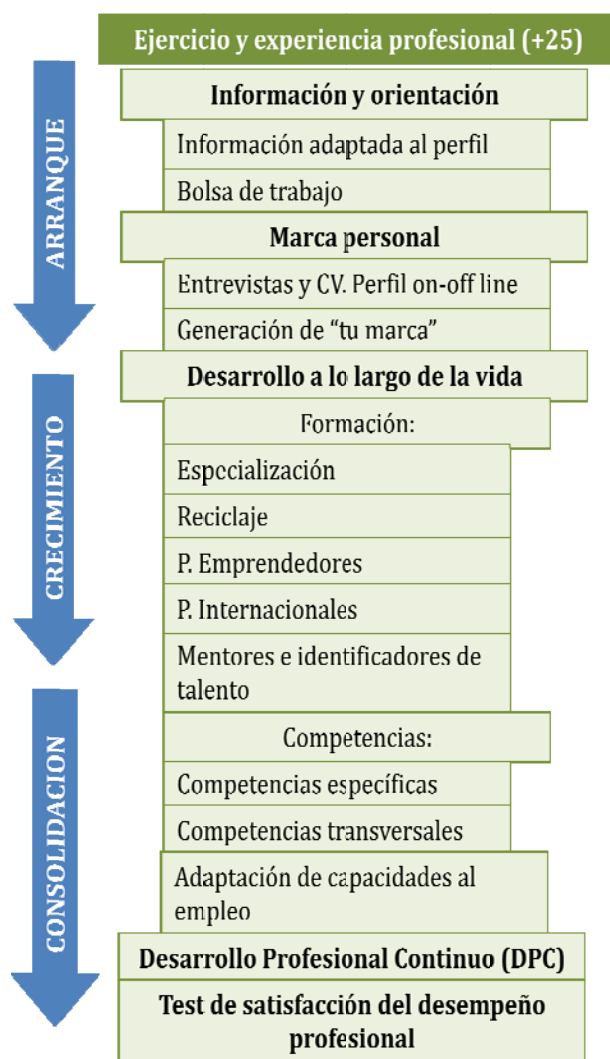 Ejercicio y experiencia profesional (+25)
ARRANQUE
Información y orientación
Información adaptada al perfil
Bolsa de trabajo
Marca personal
Entrevistas y CV. Perfil on-off line
Generación de “tu marca”
CRECIMIENTO
Desarrollo a lo largo de la vida
Formación:
Especialización
Reciclaje
P. Emprendedores
P. Internacionales
Mentores e identificadores de
talento
CONSOLIDACION
Competencias:
Competencias específicas
Competencias transversales
Adaptación de capacidades al
empleo
Desarrollo Profesional Continuo (DPC)
Test de satisfacción del desempeño
profesional